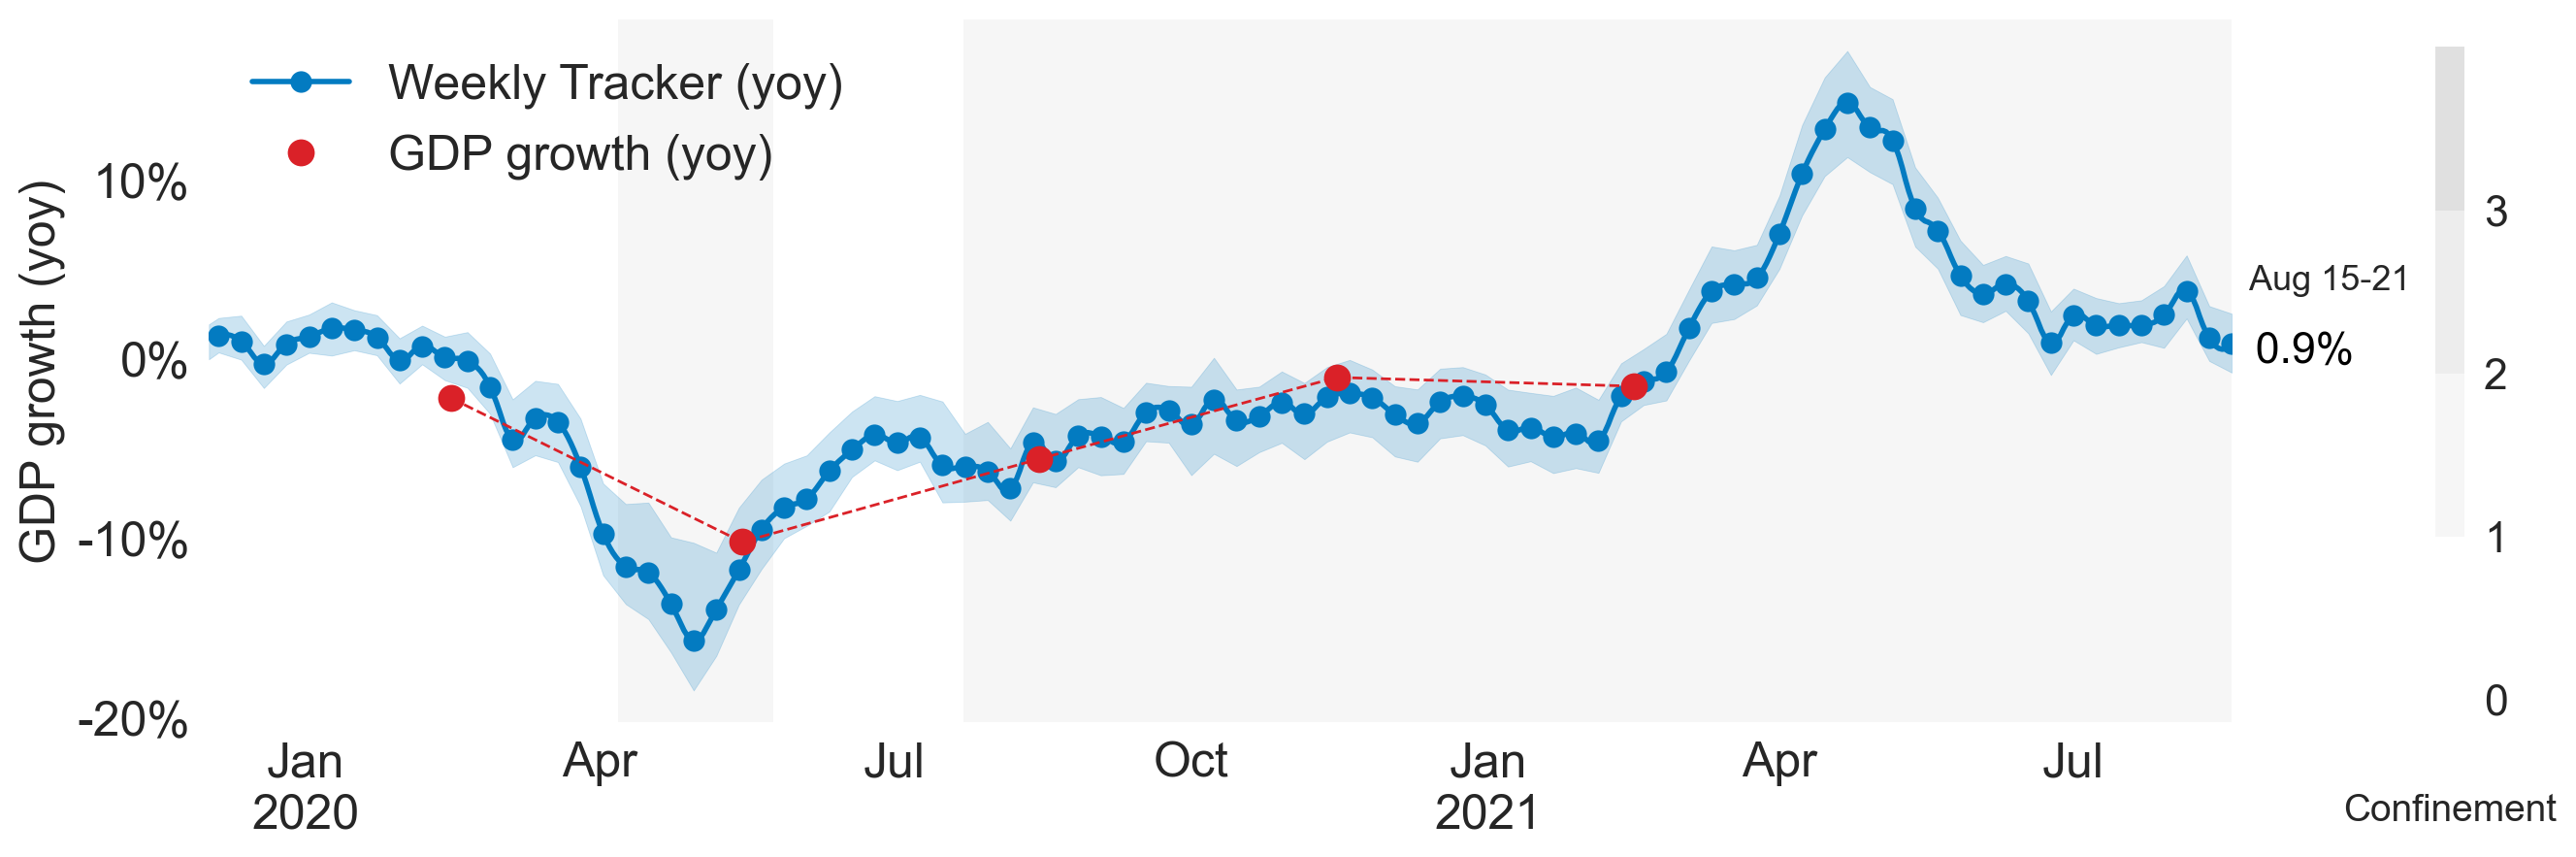 Weekly Tracker (yoy)
GDP growth (yoy)
GDP growth (yoy)
10%
0%
-10%
-20%
Jan
2020
Apr
Jul
Oct
Jan
2021
Apr
Jul
Aug 15-21
0.9%
3
2
1
0
Confinement